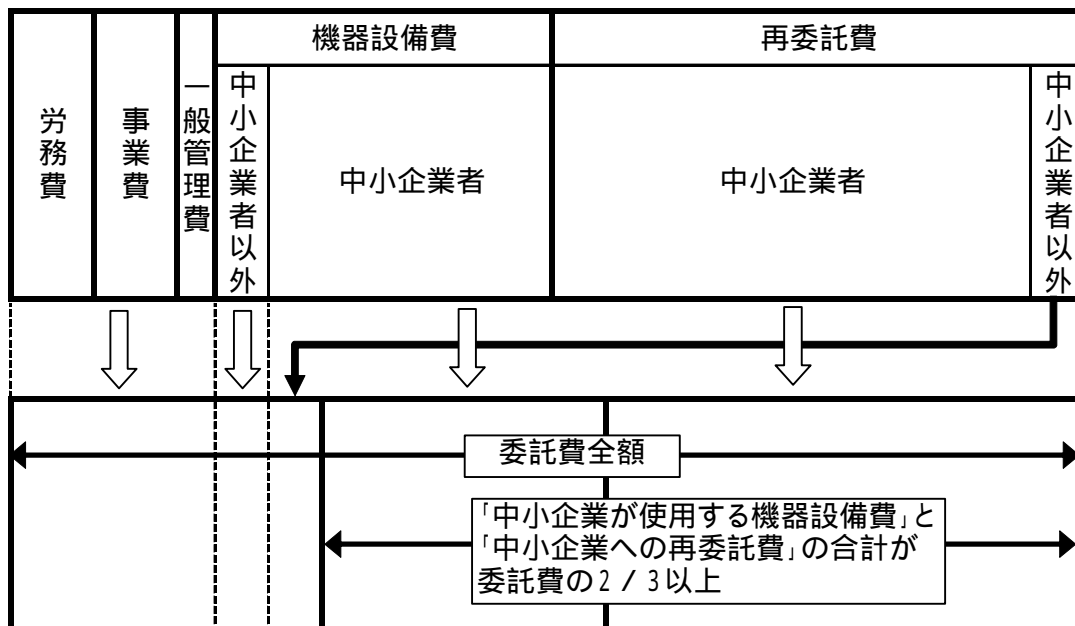 機器設備費
再委託費
労務費
事業費
一般管理費
中小企業者以外
中小企業者
中小企業者
中小企業者以外
委託費全額
｢中小企業が使用する機器設備費｣と
｢中小企業への再委託費｣の合計が
委託費の2／3以上